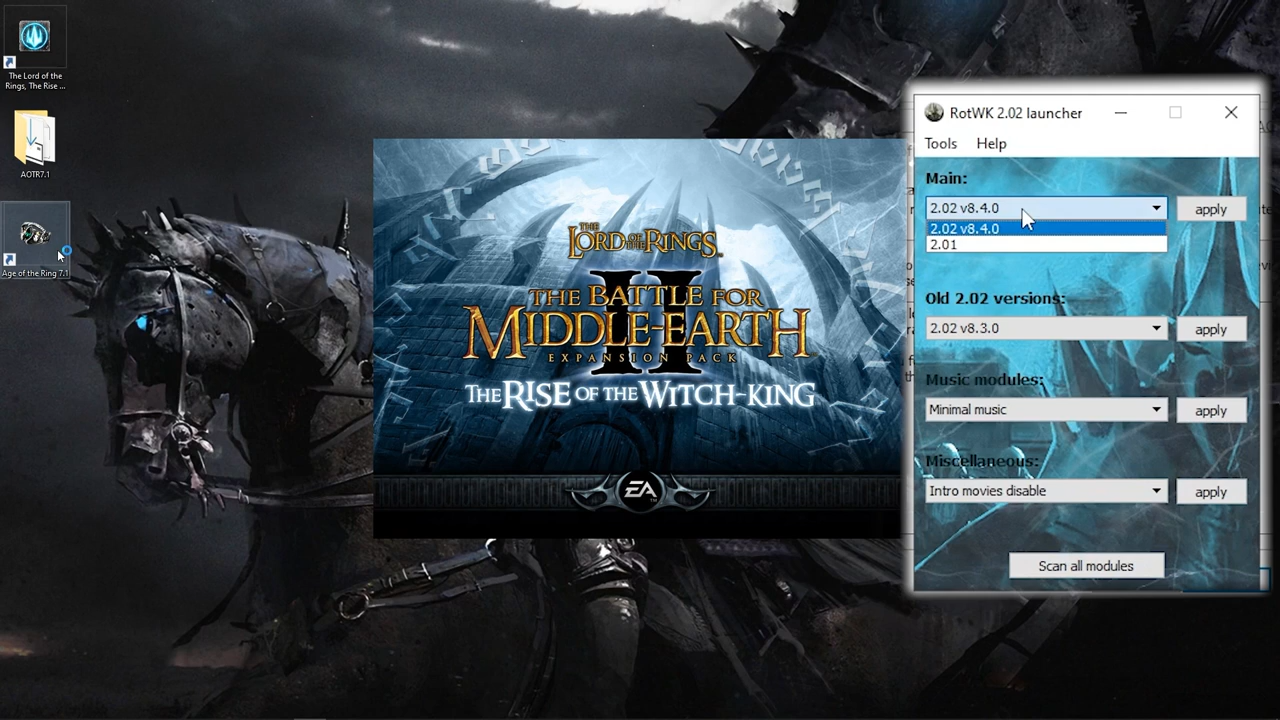 The Lord of the
Rings, The Rise ...
AOTR7.1
Age of the Ring 7.1
THE
LORD OF THE RINGS
II
THE BATTLE FOR
MIDDLE-EARTH
EXPANSION PACK
THE RISE OF THE WITCH-KING
EA
RotWK 2.02 launcher
Tools Help
Main:
2.02 v8.4.0 apply
2.02 v8.4.0
2.01
Old 2.02 versions:
2.02 v8.3.0 apply
Music modules:
Minimal music apply
Miscellaneous:
Intro movies disable apply
Scan all modules